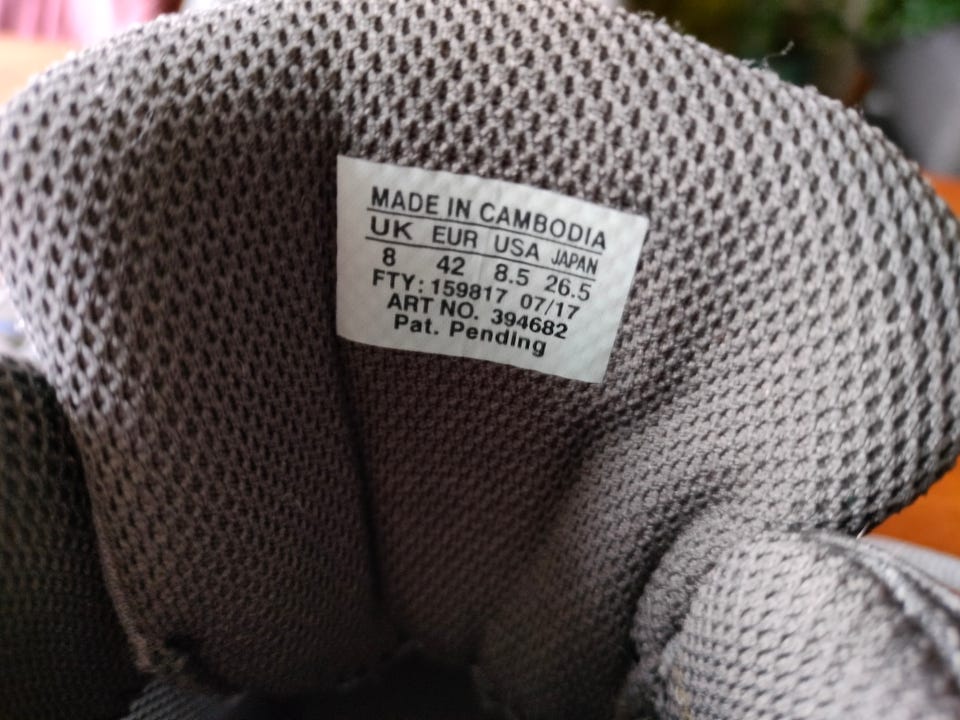 MADE IN CAMBODIA
UK EUR USA JAPAN
8 42 8.5 26.5
FTY: 159817 07/17
ART NO. 394682
Pat. Pending